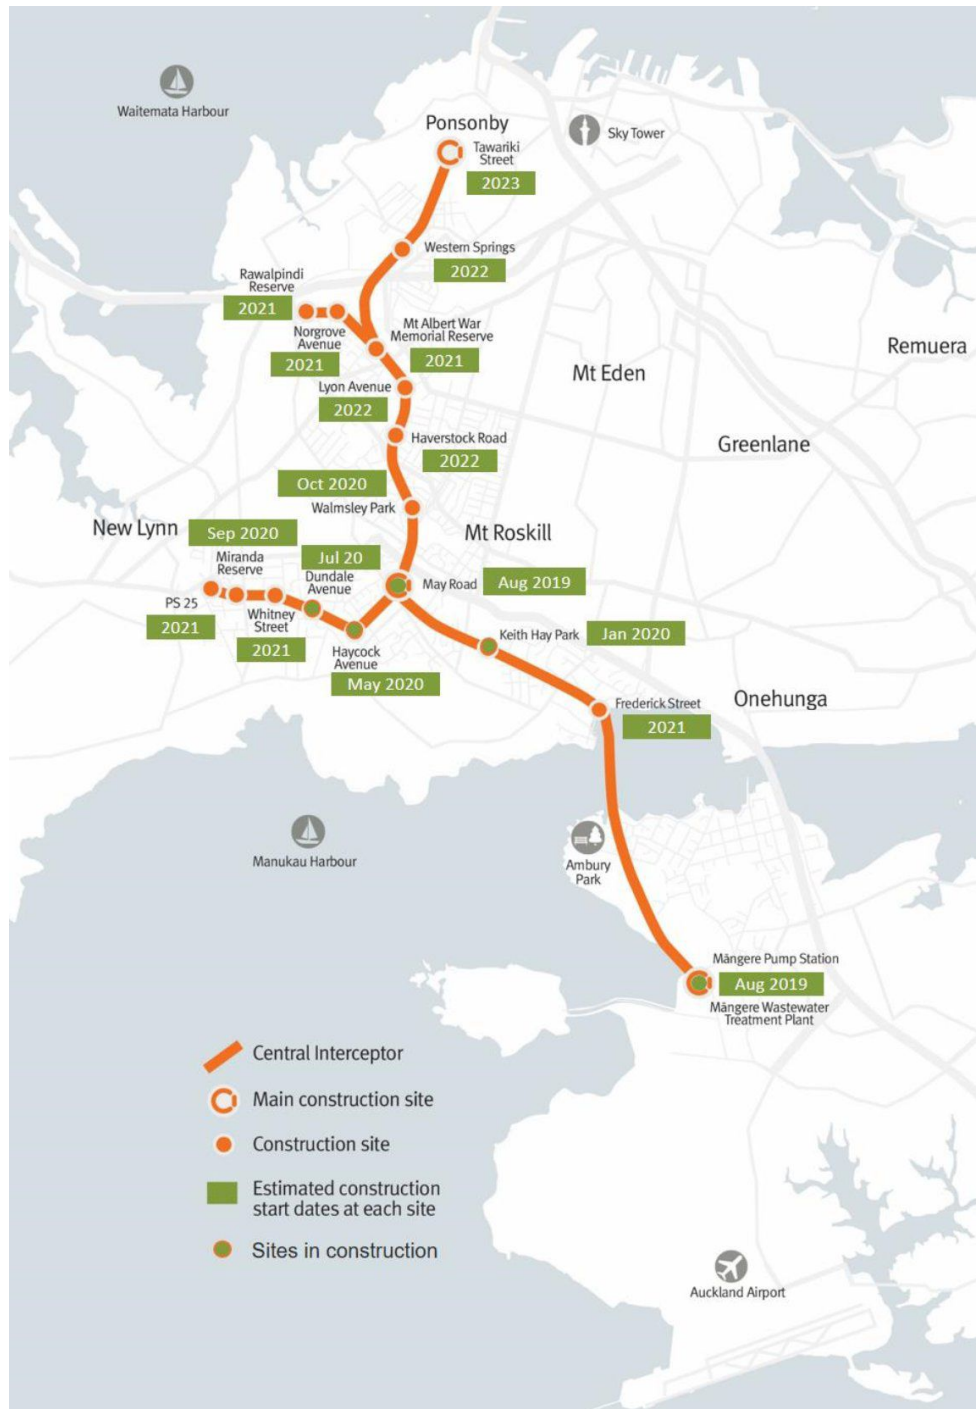 Waitemata Harbour
Ponsonby
Tawariki
Street
2023
Sky Tower
Western Springs
2022
Rawalpindi
Reserve
2021
Norgrove
Avenue
2021
Mt Albert War
Memorial Reserve
2021
Remuera
Mt Eden
Lyon Avenue
2022
Haverstock Road
2022
Greenlane
Oct 2020
Walmsley Park
New Lynn
Sep 2020
Miranda
Reserve
Jul 20
Dundale
Avenue
Mt Roskill
May Road
Aug 2019
PS 25
2021
Whitney
Street
2021
Haycock
Avenue
May 2020
Keith Hay Park
Jan 2020
Frederick Street
2021
Onehunga
Manukau Harbour
Ambury
Park
Māngere Pump Station
Aug 2019
Māngere Wastewater
Treatment Plant
Central Interceptor
Main construction site
Construction site
Estimated construction
start dates at each site
Sites in construction
Auckland Airport